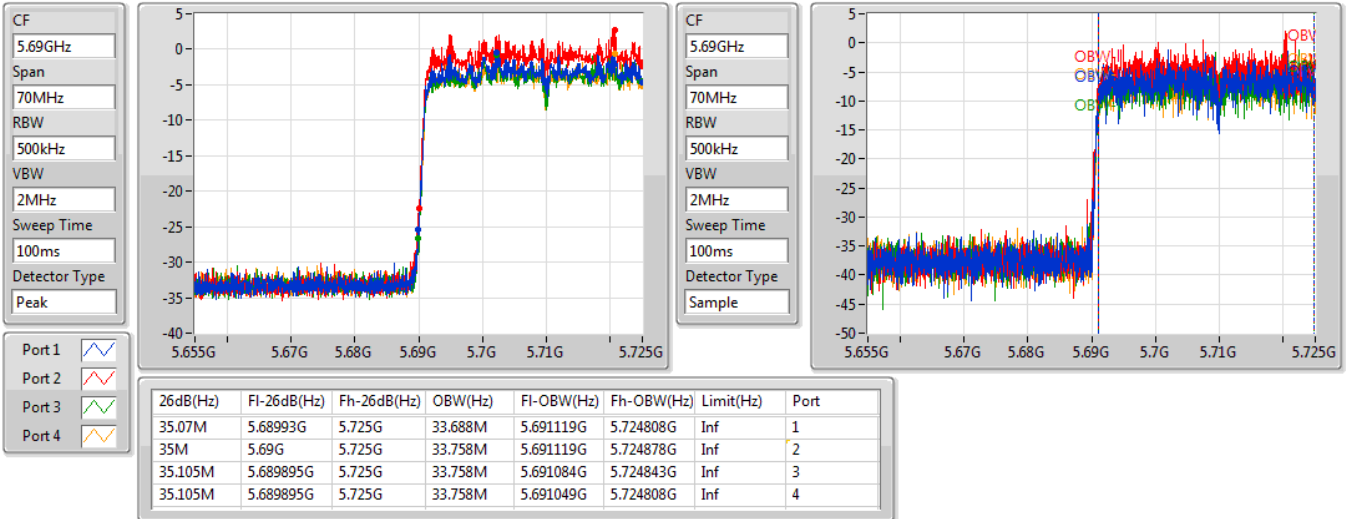 CF
5.69GHz
Span
70MHz
RBW
500kHz
VBW
2MHz
Sweep Time
100ms
Detector Type
Peak
5
0
-5
-10
-15
-20
-25
-30
-35
-40
5.655G 5.67G 5.68G 5.69G 5.7G 5.71G 5.725G
CF
5.69GHz
Span
70MHz
RBW
500kHz
VBW
2MHz
Sweep Time
100ms
Detector Type
Sample
5
0
-5
-10
-15
-20
-25
-30
-35
-40
-45
-50
5.655G 5.67G 5.68G 5.69G 5.7G 5.71G 5.725G
Port 1
Port 2
Port 3
Port 4
26dB(Hz) Fl-26dB(Hz) Fh-26dB(Hz) OBW(Hz) Fl-OBW(Hz) Fh-OBW(Hz) Limit(Hz) Port
35.07M 5.68993G 5.725G 33.688M 5.691119G 5.724808G Inf 1
35M 5.69G 5.725G 33.758M 5.691119G 5.724878G Inf 2
35.105M 5.689895G 5.725G 33.758M 5.691084G 5.724843G Inf 3
35.105M 5.689895G 5.725G 33.758M 5.691049G 5.724808G Inf 4